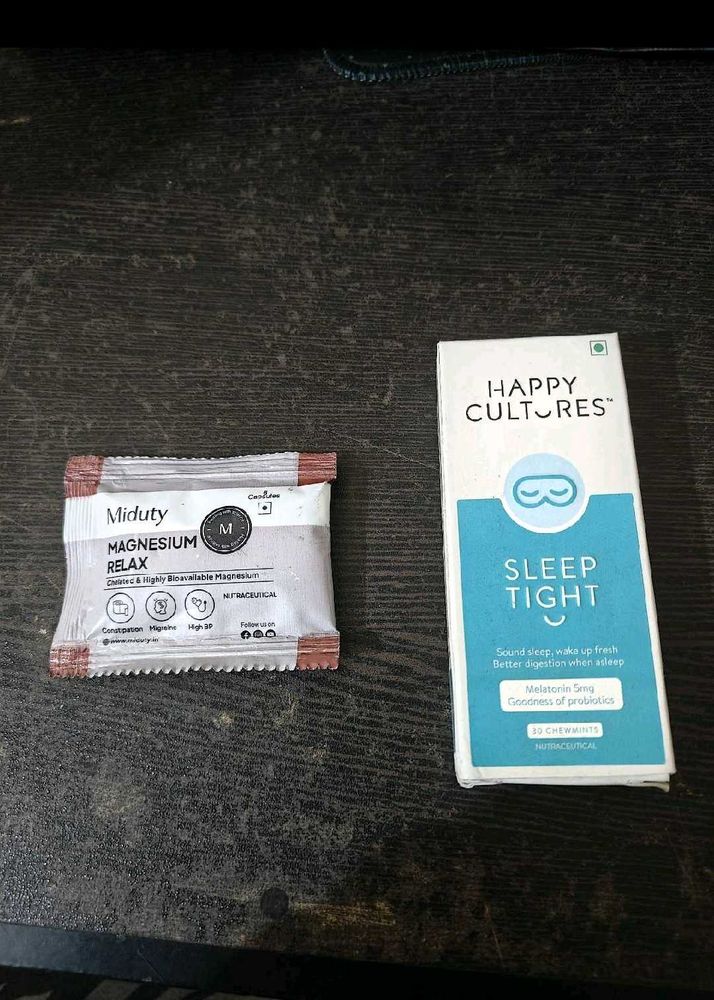 Capsules
Miduty
M
MAGNESIUM
RELAX
Chelated & Highly Bioavailable Magnesium
NUTRACEUTICAL
Constipation Migraine High BP
Follow us on
www.miduty.in
HAPPY
CULTURES™
SLEEP
TIGHT
Sound sleep, wake up fresh
Better digestion when asleep
Melatonin 5mg
Goodness of probiotics
30 CHEWMINTS
NUTRACEUTICAL